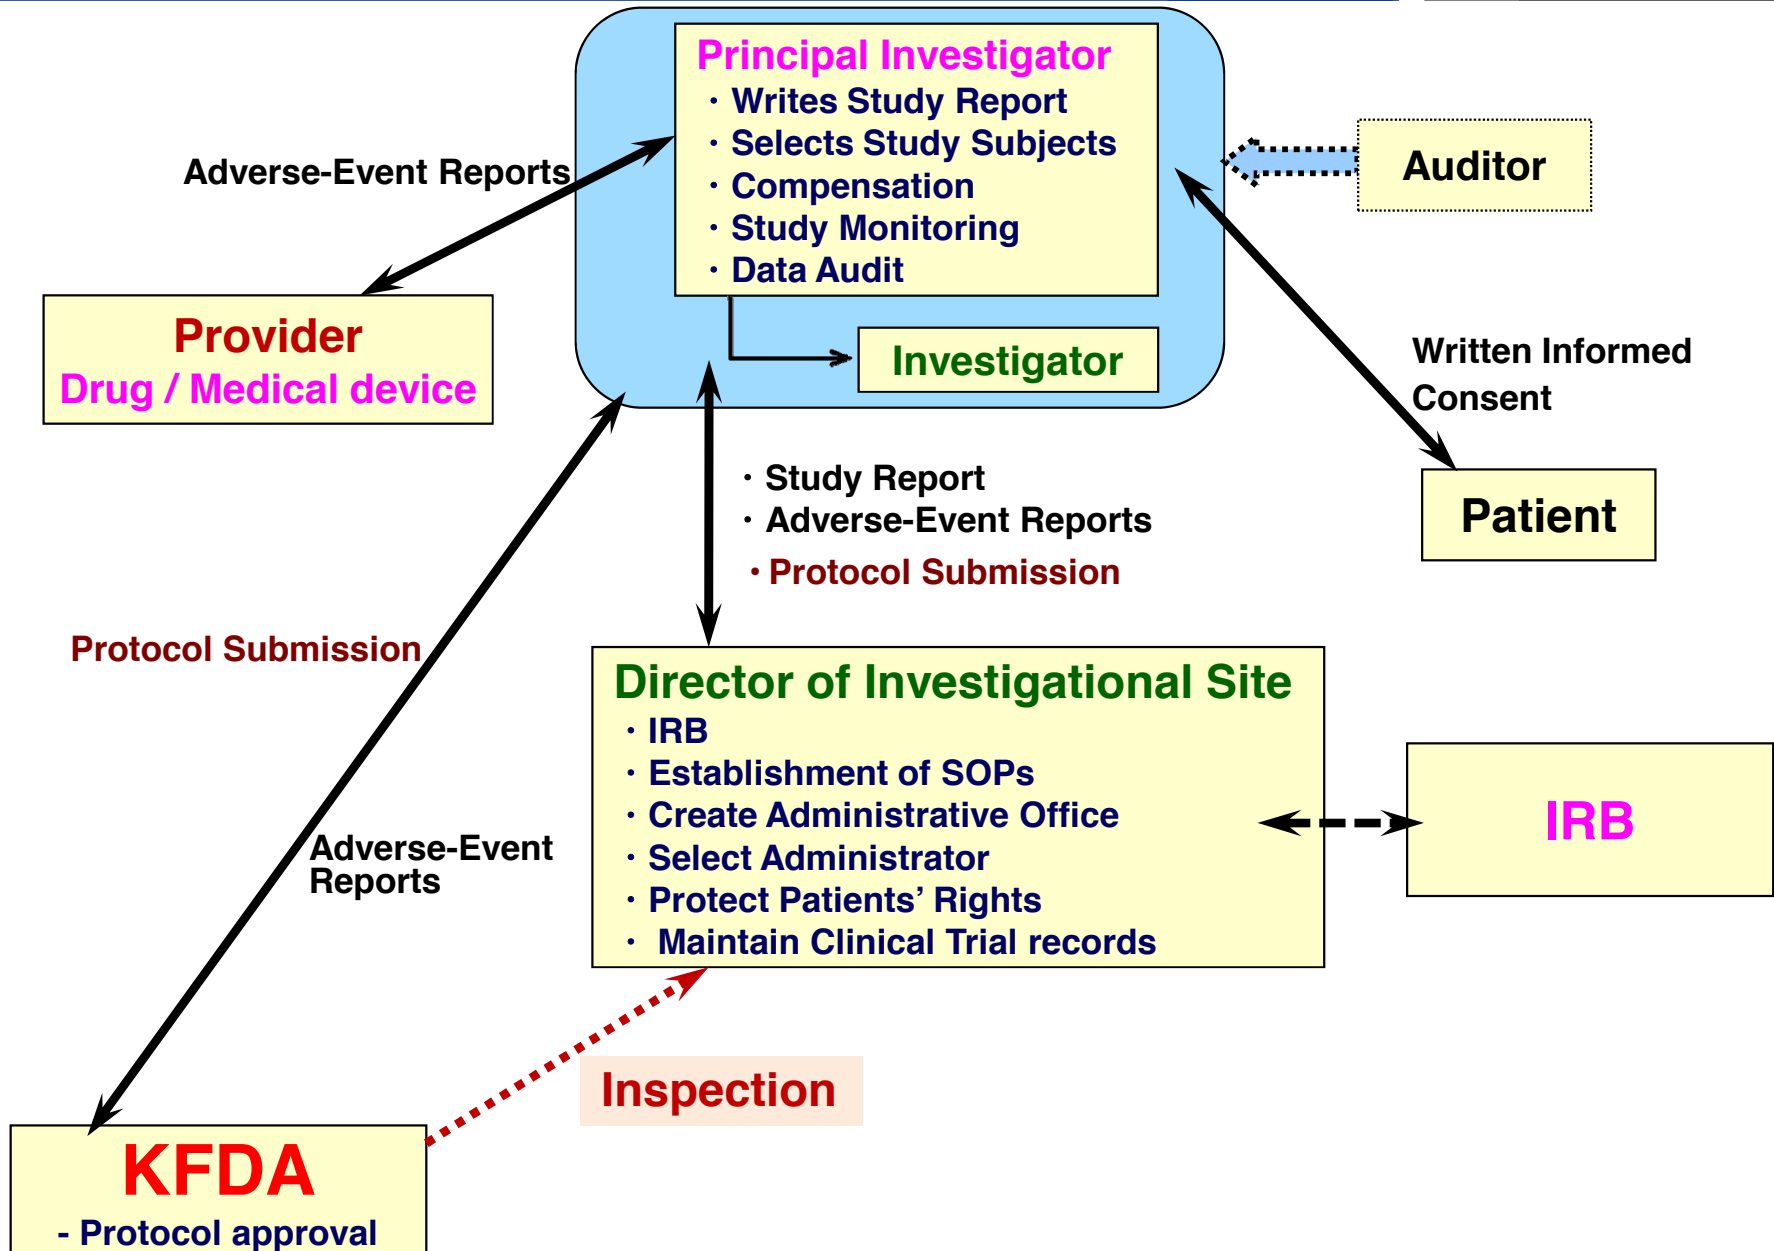 Principal Investigator
· Writes Study Report
· Selects Study Subjects
· Compensation
· Study Monitoring
· Data Audit
Adverse-Event Reports
Auditor
Provider
Drug / Medical device
Investigator
Written Informed
Consent
Patient
· Study Report
· Adverse-Event Reports
· Protocol Submission
Protocol Submission
Director of Investigational Site
· IRB
· Establishment of SOPs
· Create Administrative Office
· Select Administrator
· Protect Patients’ Rights
· Maintain Clinical Trial records
IRB
Adverse-Event
Reports
Inspection
KFDA
- Protocol approval